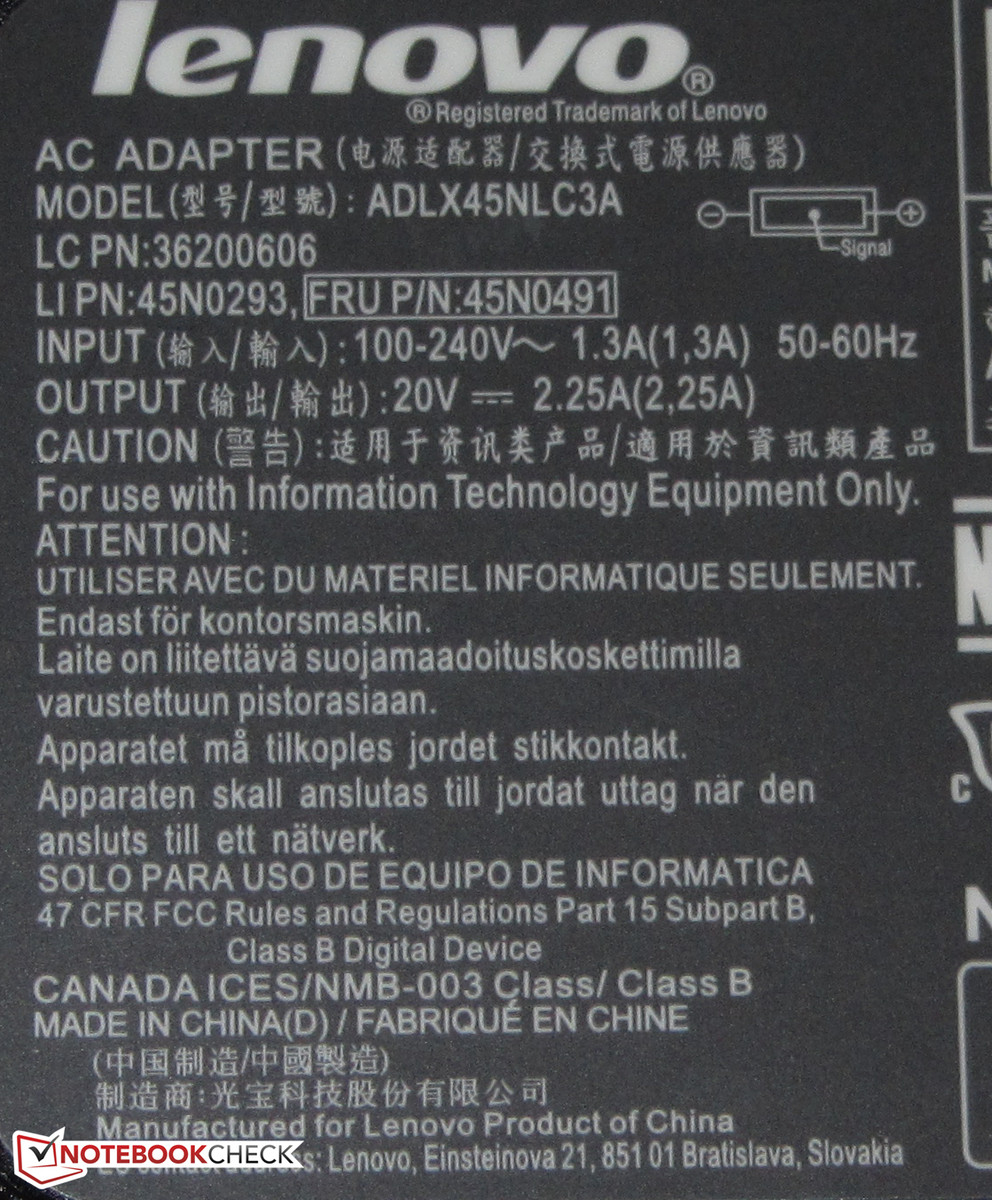 lenovo®
® Registered Trademark of Lenovo
AC ADAPTER (电源适配器/交換式電源供應器)
MODEL(型号/型號): ADLX45NLC3A
Signal
LC PN:36200606
LI PN:45N0293, FRU P/N:45N0491
INPUT (输入/輸入): 100-240V～ 1.3A(1,3A) 50-60Hz
OUTPUT (输出/輸出):20V ⎓ 2.25A(2,25A)
CAUTION (警告):适用于资讯类产品/適用於資訊類產品
For use with Information Technology Equipment Only.
ATTENTION :
UTILISER AVEC DU MATERIEL INFORMATIQUE SEULEMENT.
Endast för kontorsmaskin.
Laite on liitettävä suojamaadoituskoskettimilla
varustettuun pistorasiaan.
Apparatet må tilkoples jordet stikkontakt.
Apparaten skall anslutas till jordat uttag när den
ansluts till ett nätverk.
SOLO PARA USO DE EQUIPO DE INFORMATICA
47 CFR FCC Rules and Regulations Part 15 Subpart B,
Class B Digital Device
CANADA ICES/NMB-003 Class/ Class B
MADE IN CHINA(D) / FABRIQUÉ EN CHINE
(中国制造/中國製造)
制造商:光宝科技股份有限公司
Manufactured for Lenovo Product of China
: Lenovo, Einsteinova 21, 851 01 Bratislava, Slovakia
NOTEBOOKCHECK